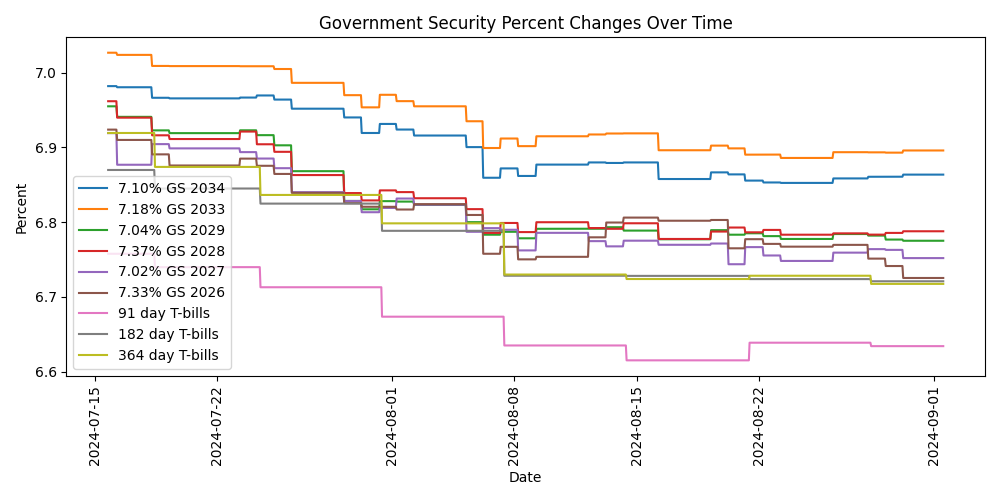 Government Security Percent Changes Over Time
Percent
7.0
6.9
6.8
6.7
6.6
7.10% GS 2034
7.18% GS 2033
7.04% GS 2029
7.37% GS 2028
7.02% GS 2027
7.33% GS 2026
91 day T-bills
182 day T-bills
364 day T-bills
2024-07-15
2024-07-22
2024-08-01
2024-08-08
2024-08-15
2024-08-22
2024-09-01
Date